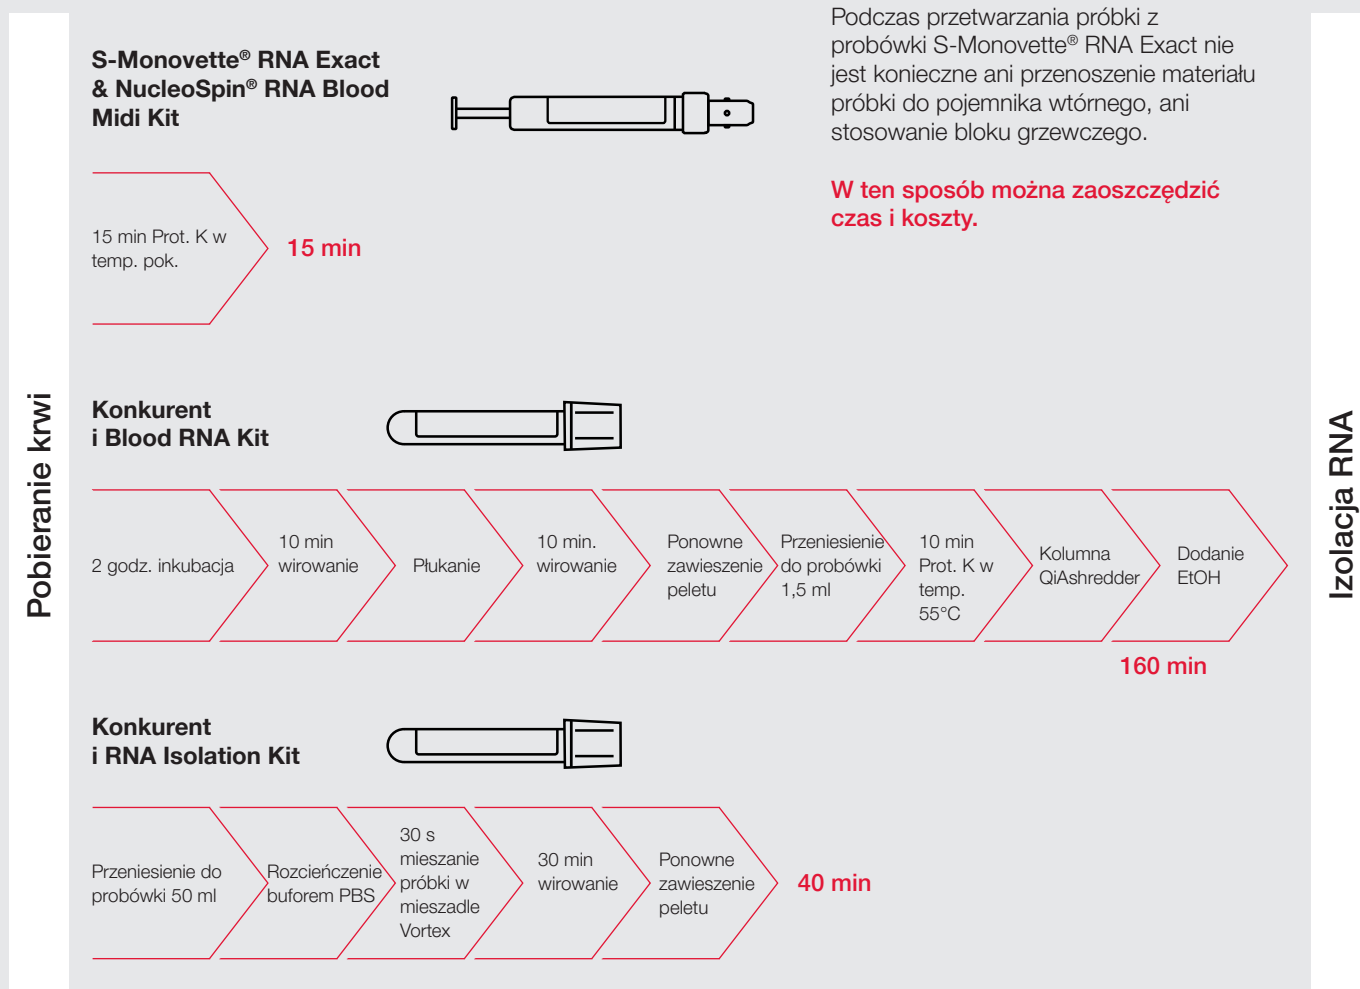 Pobieranie krwi
S-Monovette® RNA Exact
& NucleoSpin® RNA Blood
Midi Kit
Podczas przetwarzania próbki z
probówki S-Monovette® RNA Exact nie
jest konieczne ani przenoszenie materiału
próbki do pojemnika wtórnego, ani
stosowanie bloku grzewczego.
W ten sposób można zaoszczędzić
czas i koszty.
15 min Prot. K w
temp. pok.
15 min
Konkurent
i Blood RNA Kit
2 godz. inkubacja
10 min
wirowanie
Płukanie
10 min.
wirowanie
Ponowne
zawieszenie
peletu
Przeniesienie
do probówki
1,5 ml
10 min
Prot. K w
temp.
55°C
Kolumna
QiAshredder
Dodanie
EtOH
160 min
Konkurent
i RNA Isolation Kit
Przeniesienie do
probówki 50 ml
Rozcieńczenie
buforem PBS
30 s
mieszanie
próbki w
mieszadle
Vortex
30 min
wirowanie
Ponowne
zawieszenie
peletu
40 min
Izolacja RNA